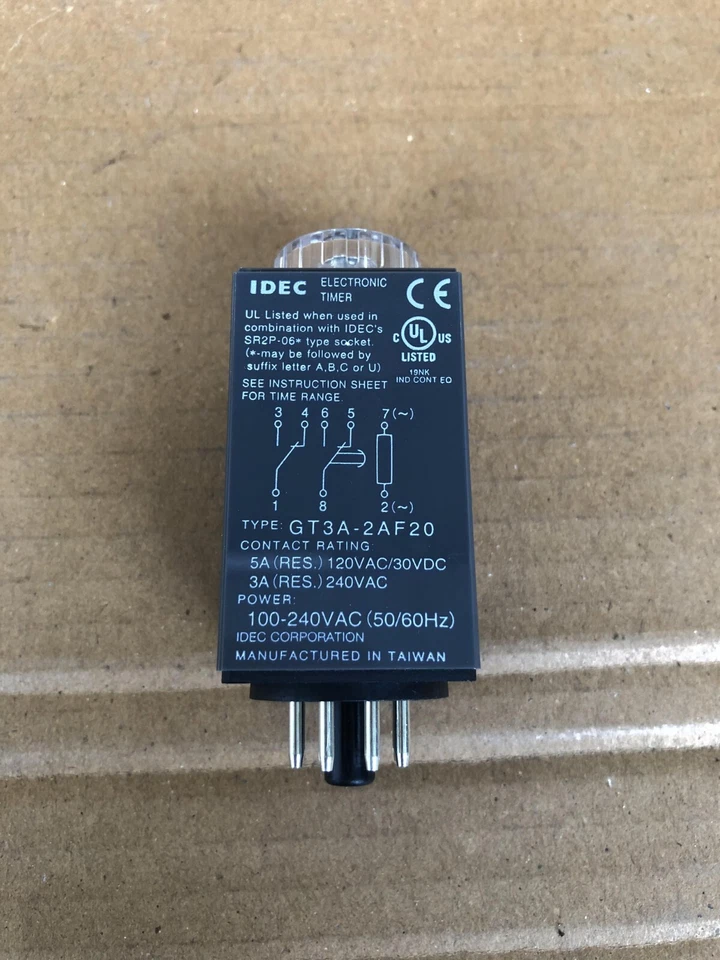 IDEC ELECTRONIC
TIMER
CE
UL Listed when used in
combination with IDEC's
SR2P-06* type socket.
(*-may be followed by
suffix letter A,B,C or U)
C UL US
LISTED
19NK
IND CONT EQ
SEE INSTRUCTION SHEET
FOR TIME RANGE
3 4 6 5 7(~)
1 8 2(~)
TYPE: GT3A-2AF20
CONTACT RATING
5A (RES.) 120VAC/30VDC
3A (RES.) 240VAC
POWER:
100-240VAC (50/60Hz)
IDEC CORPORATION
MANUFACTURED IN TAIWAN